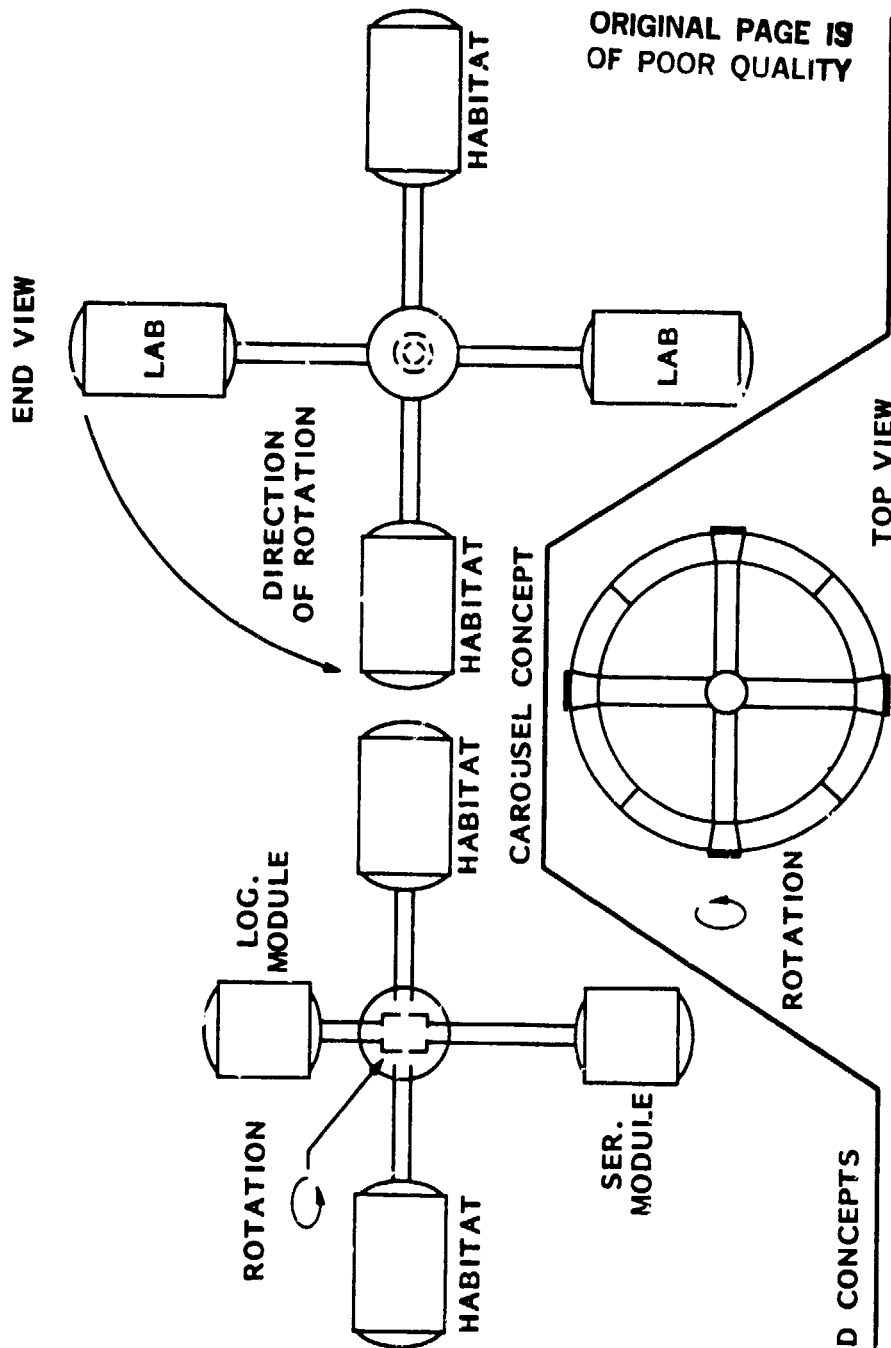 ORIGINAL PAGE IS
OF POOR QUALITY
END VIEW
LAB
HABITAT
DIRECTION
OF ROTATION
HABITAT
LAB
LOG.
MODULE
HABITAT
ROTATION
HABITAT
SER.
MODULE
CAROUSEL CONCEPT
ROTATION
TOP VIEW
D CONCEPTS